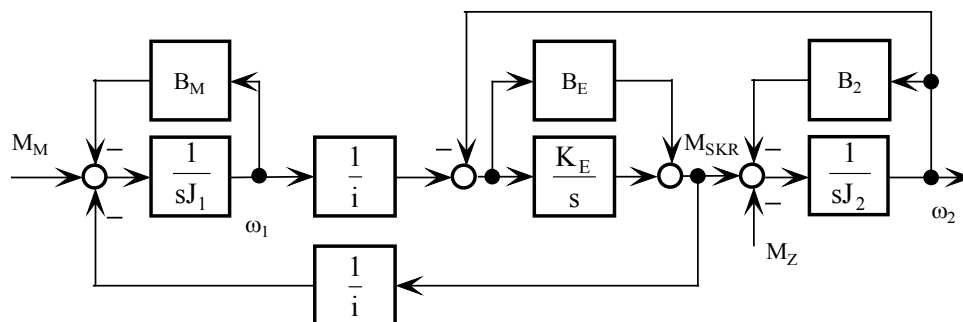 B_M
B_E
B_2
M_M
1
sJ_1
1
i
K_E
s
M_SKR
1
sJ_2
ω_1
ω_2
M_Z
1
i